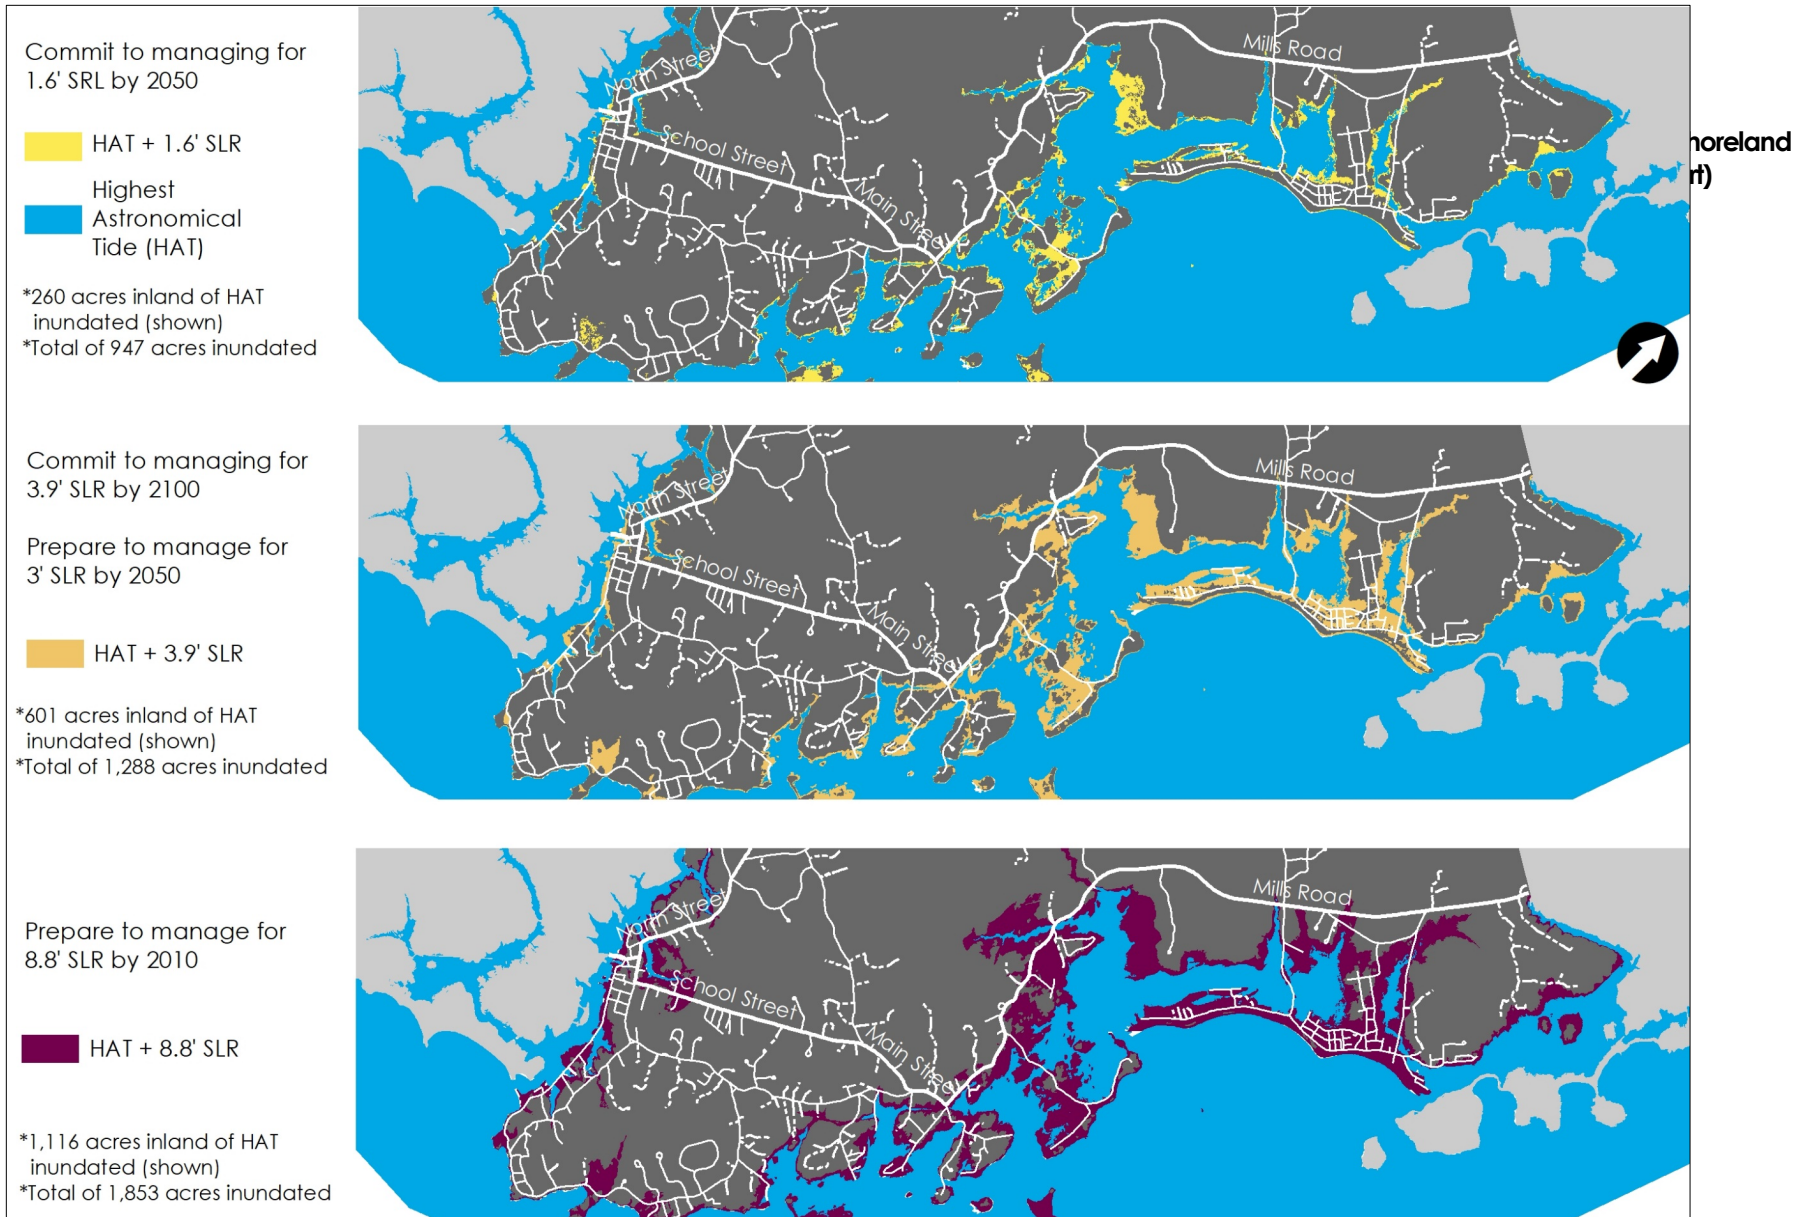 Commit to managing for
1.6' SRL by 2050
HAT + 1.6' SLR
Highest
Astronomical
Tide (HAT)
*260 acres inland of HAT
inundated (shown)
*Total of 947 acres inundated
North Street
School Street
Main Street
Mills Road
horeland
rt)
Commit to managing for
3.9' SLR by 2100
Prepare to manage for
3' SLR by 2050
HAT + 3.9' SLR
*601 acres inland of HAT
inundated (shown)
*Total of 1,288 acres inundated
North Street
School Street
Main Street
Mills Road
Prepare to manage for
8.8' SLR by 2010
HAT + 8.8' SLR
*1,116 acres inland of HAT
inundated (shown)
*Total of 1,853 acres inundated
North Street
School Street
Main Street
Mills Road